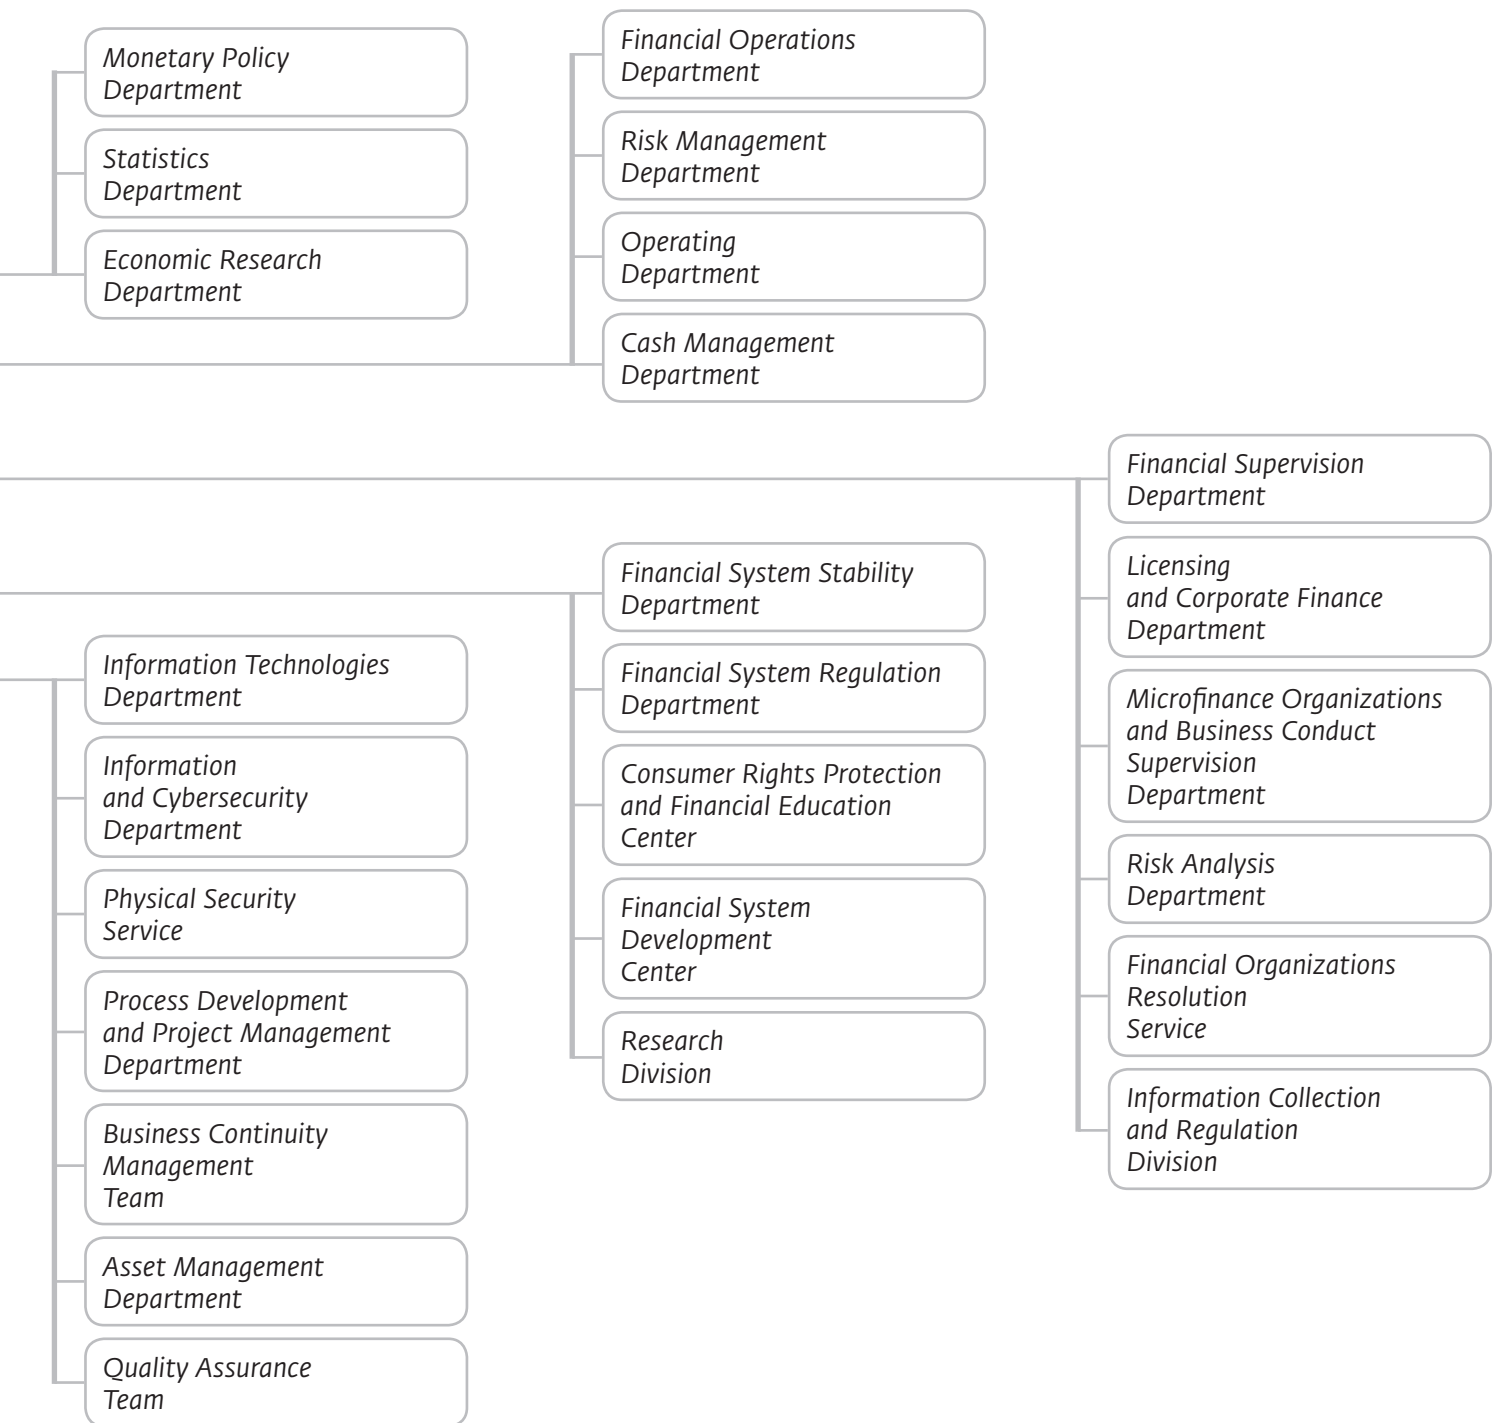 Monetary Policy
Department
Statistics
Department
Economic Research
Department
Financial Operations
Department
Risk Management
Department
Operating
Department
Cash Management
Department
Financial Supervision
Department
Licensing
and Corporate Finance
Department
Microfinance Organizations
and Business Conduct
Supervision
Department
Risk Analysis
Department
Financial Organizations
Resolution
Service
Information Collection
and Regulation
Division
Financial System Stability
Department
Financial System Regulation
Department
Consumer Rights Protection
and Financial Education
Center
Financial System
Development
Center
Research
Division
Information Technologies
Department
Information
and Cybersecurity
Department
Physical Security
Service
Process Development
and Project Management
Department
Business Continuity
Management
Team
Asset Management
Department
Quality Assurance
Team